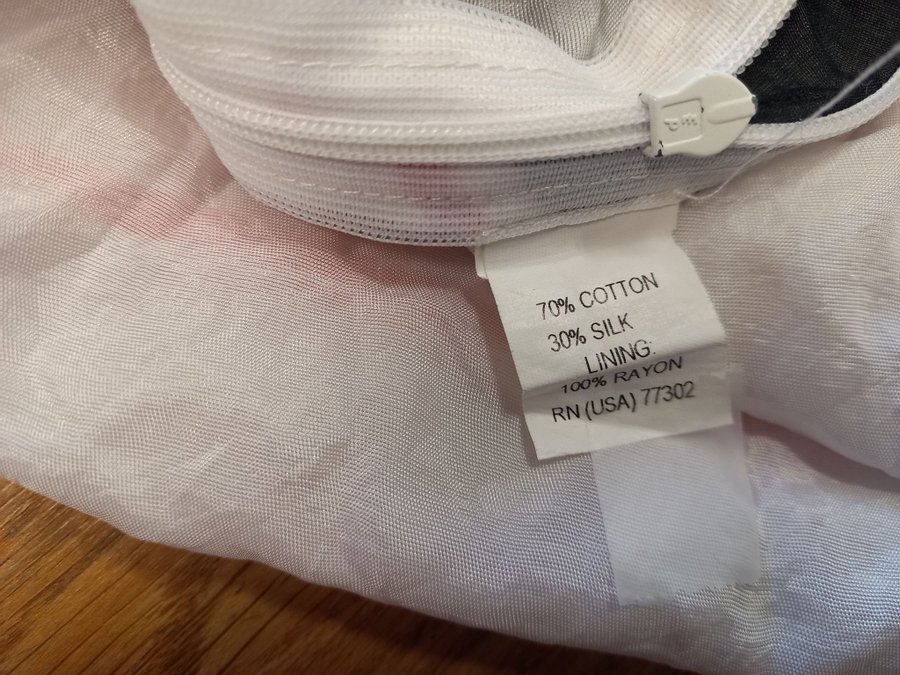 70% COTTON
30% SILK
LINING:
100% RAYON
RN (USA) 77302